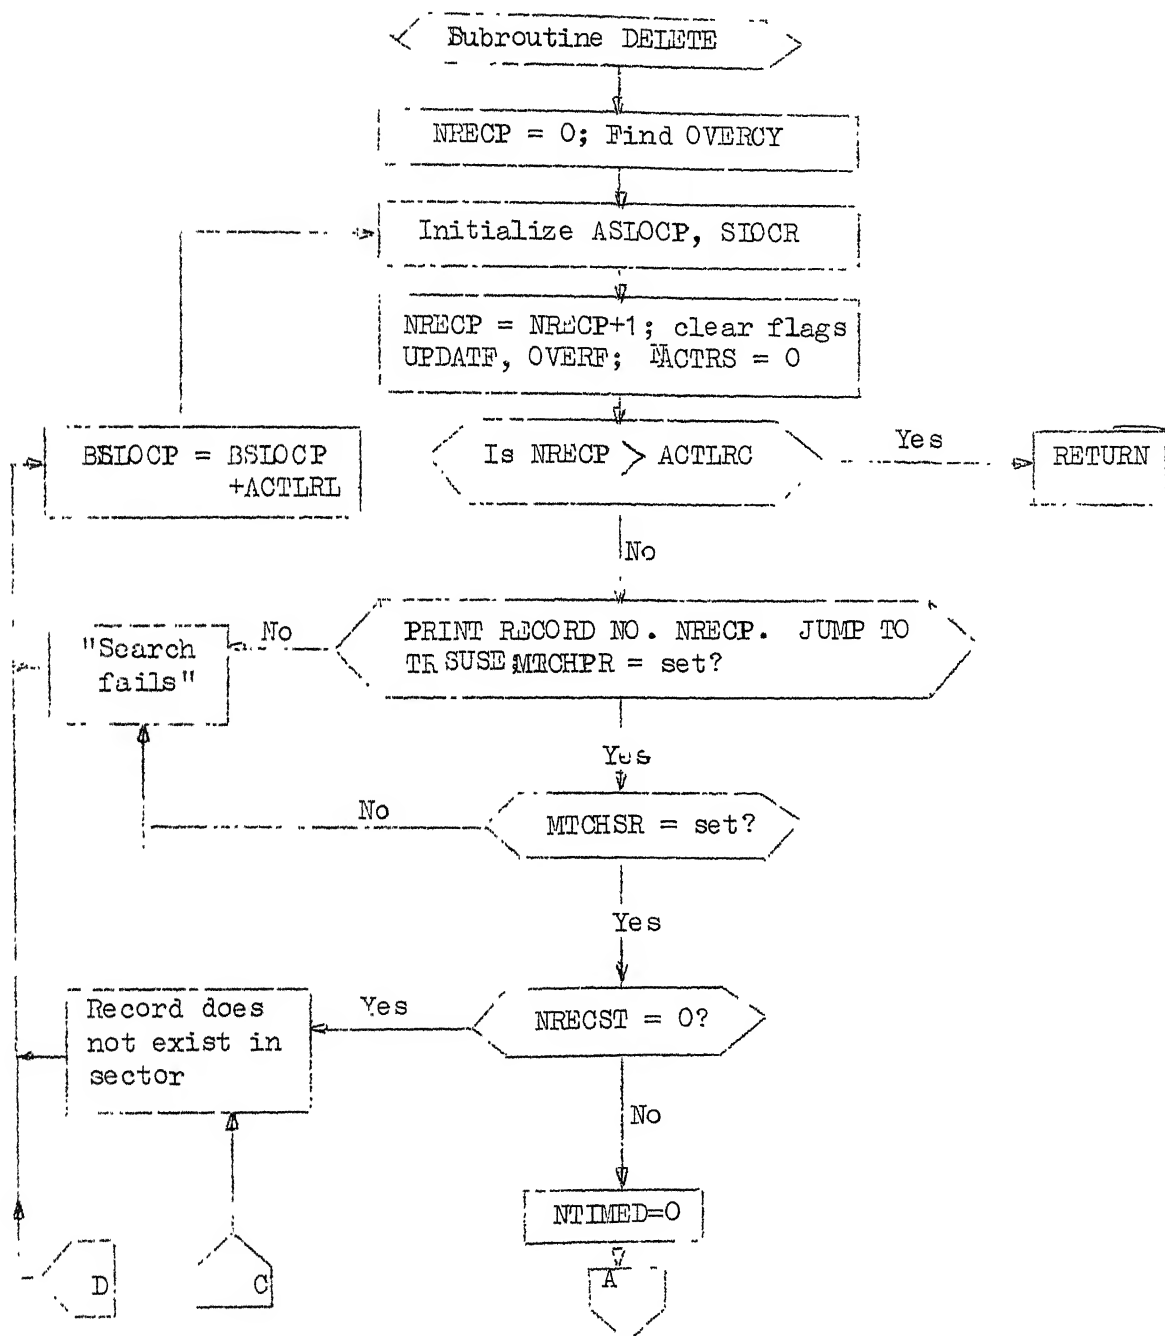 Subroutine DELETE
NRECP = 0; Find OVERCY
Initialize ASLOCP, SLOCR
NRECP = NRECP+1; clear flags
UPDATF, OVERF; NACTRS = 0
BSLOCP = BSLOCP
+ACTLRL
Is NRECP > ACTLRC
Yes
RETURN
No
"Search
fails"
No
PRINT RECORD NO. NRECP. JUMP TO
TRSUSE MTCHPR = set?
Yes
No
MTCHSR = set?
Yes
Record does
not exist in
sector
Yes
NRECST = 0?
No
NTIMED=0
D
C
A